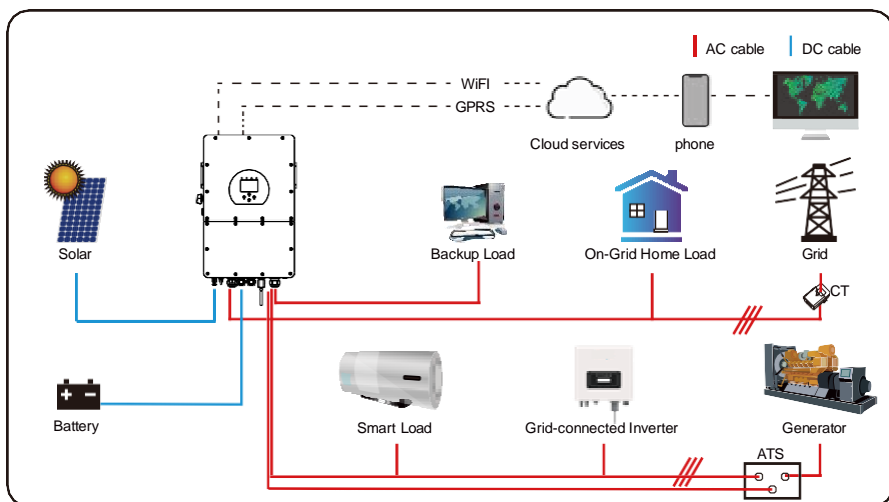 AC cable
DC cable
WiFI
GPRS
Cloud services
phone
Solar
Backup Load
On-Grid Home Load
Grid
CT
Battery
Smart Load
Grid-connected Inverter
Generator
ATS